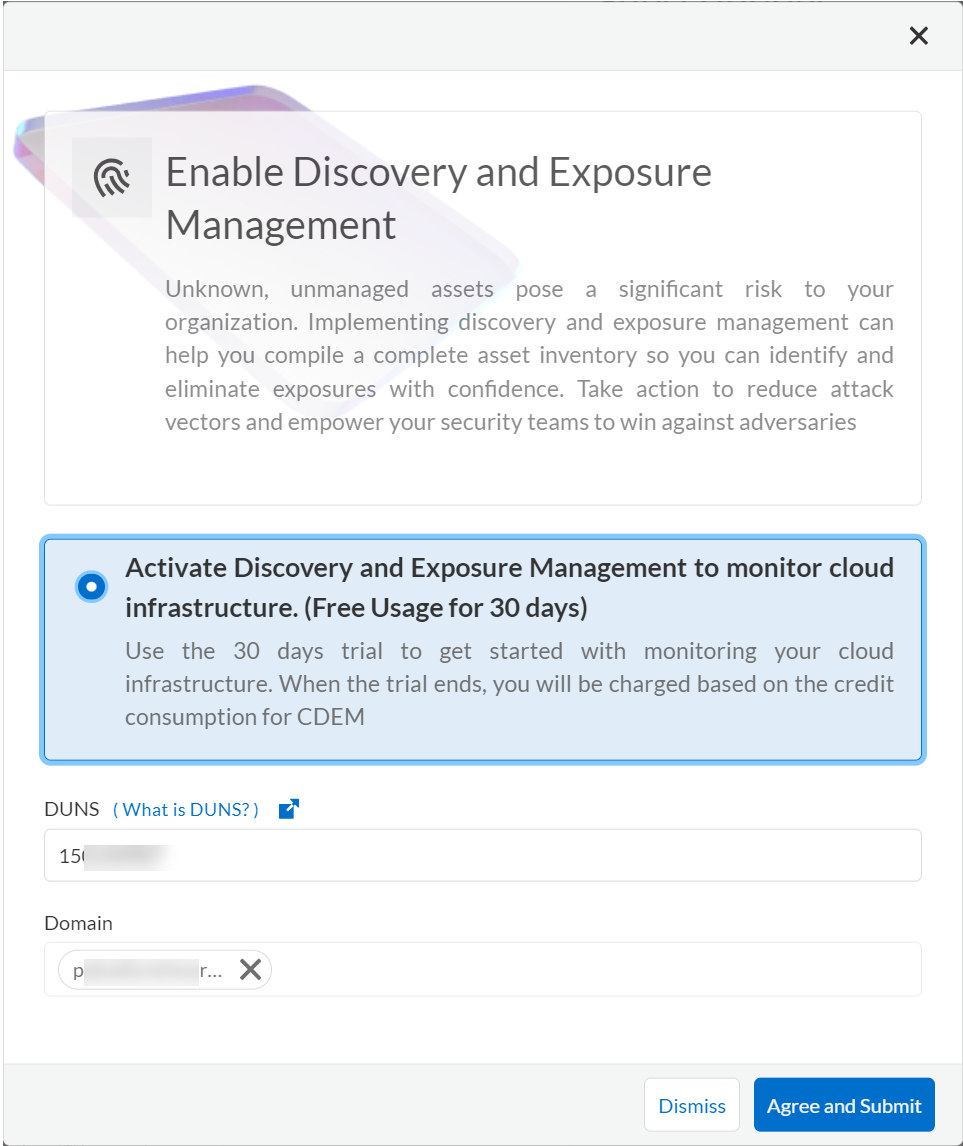 Enable Discovery and Exposure
Management
Unknown, unmanaged assets pose a significant risk to your
organization. Implementing discovery and exposure management can
help you compile a complete asset inventory so you can identify and
eliminate exposures with confidence. Take action to reduce attack
vectors and empower your security teams to win against adversaries
Activate Discovery and Exposure Management to monitor cloud
infrastructure. (Free Usage for 30 days)
Use the 30 days trial to get started with monitoring your cloud
infrastructure. When the trial ends, you will be charged based on the credit
consumption for CDEM
DUNS ( What is DUNS? )
Domain
Dismiss Agree and Submit